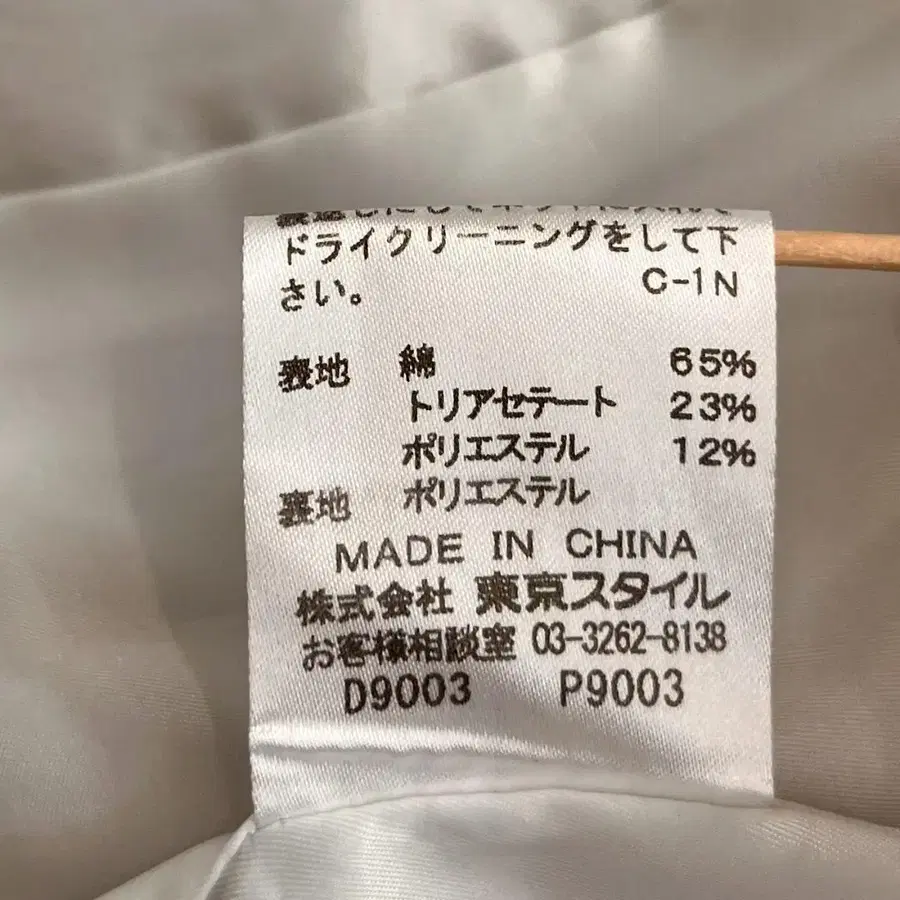 ドライクリーニングをして下
さい。 C-1N
表地 綿 65%
トリアセテート 23%
ポリエステル 12%
裏地 ポリエステル
MADE IN CHINA
株式会社 東京スタイル
お客様相談室 03-3262-8138
D9003 P9003